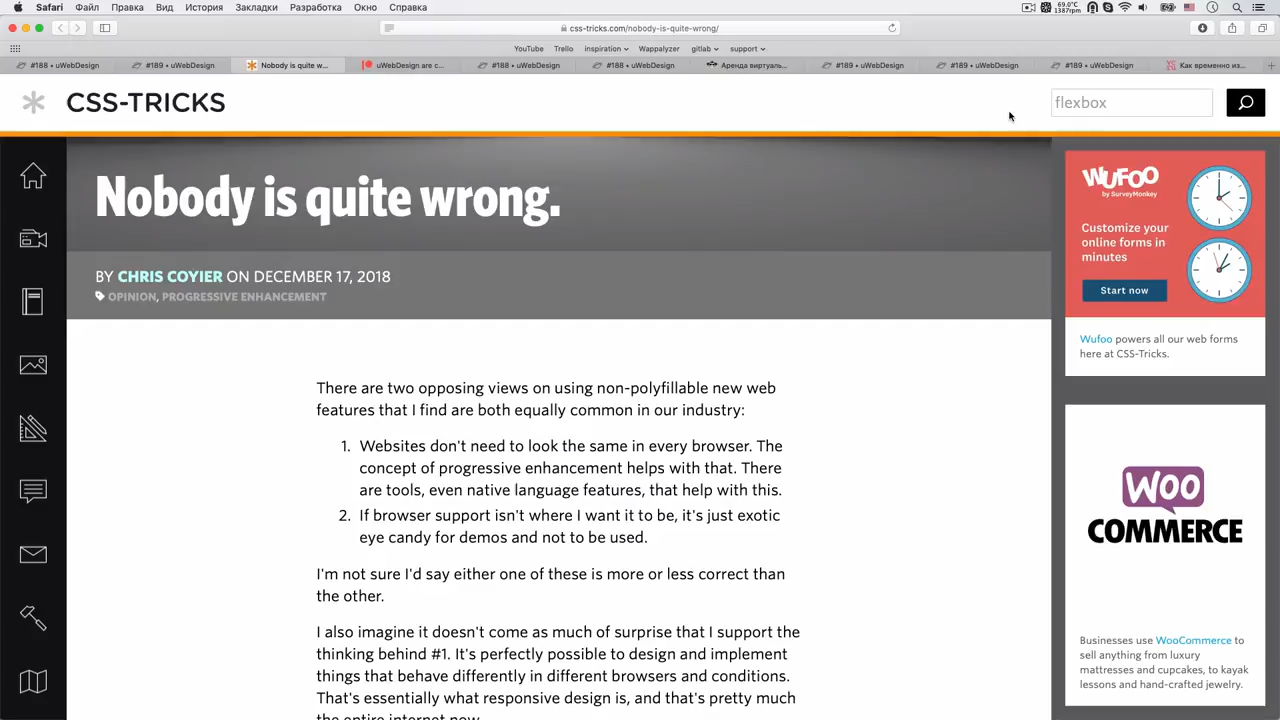 Safari Файл Правка Вид История Закладки Разработка Окно Справка
69.0°C
1387rpm
css-tricks.com/nobody-is-quite-wrong/
YouTube Trello inspiration Wappalyzer gitlab support
#188 • uWebDesign #189 • uWebDesign Nobody is quite w... uWebDesign are c... #188 • uWebDesign #188 • uWebDesign Аренда виртуаль... #189 • uWebDesign #189 • uWebDesign #189 • uWebDesign Как временно из...
CSS-TRICKS
flexbox
Nobody is quite wrong.
BY CHRIS COYIER ON DECEMBER 17, 2018
OPINION, PROGRESSIVE ENHANCEMENT
There are two opposing views on using non-polyfillable new web
features that I find are both equally common in our industry:
1. Websites don't need to look the same in every browser. The
concept of progressive enhancement helps with that. There
are tools, even native language features, that help with this.
2. If browser support isn't where I want it to be, it's just exotic
eye candy for demos and not to be used.
I'm not sure I'd say either one of these is more or less correct than
the other.
I also imagine it doesn't come as much of surprise that I support the
thinking behind #1. It's perfectly possible to design and implement
things that behave differently in different browsers and conditions.
That's essentially what responsive design is, and that's pretty much
the entire internet now.
WUFOO
by SurveyMonkey
Customize your
online forms in
minutes
Start now
Wufoo powers all our web forms
here at CSS-Tricks.
WOO
COMMERCE
Businesses use WooCommerce to
sell anything from luxury
mattresses and cupcakes, to kayak
lessons and hand-crafted jewelry.